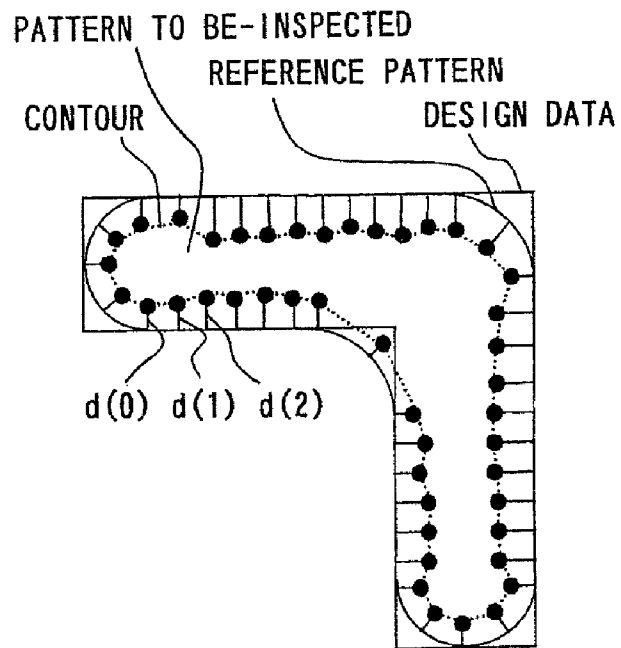 PATTERN TO BE-INSPECTED
REFERENCE PATTERN
CONTOUR
DESIGN DATA
d(0) d(1) d(2)